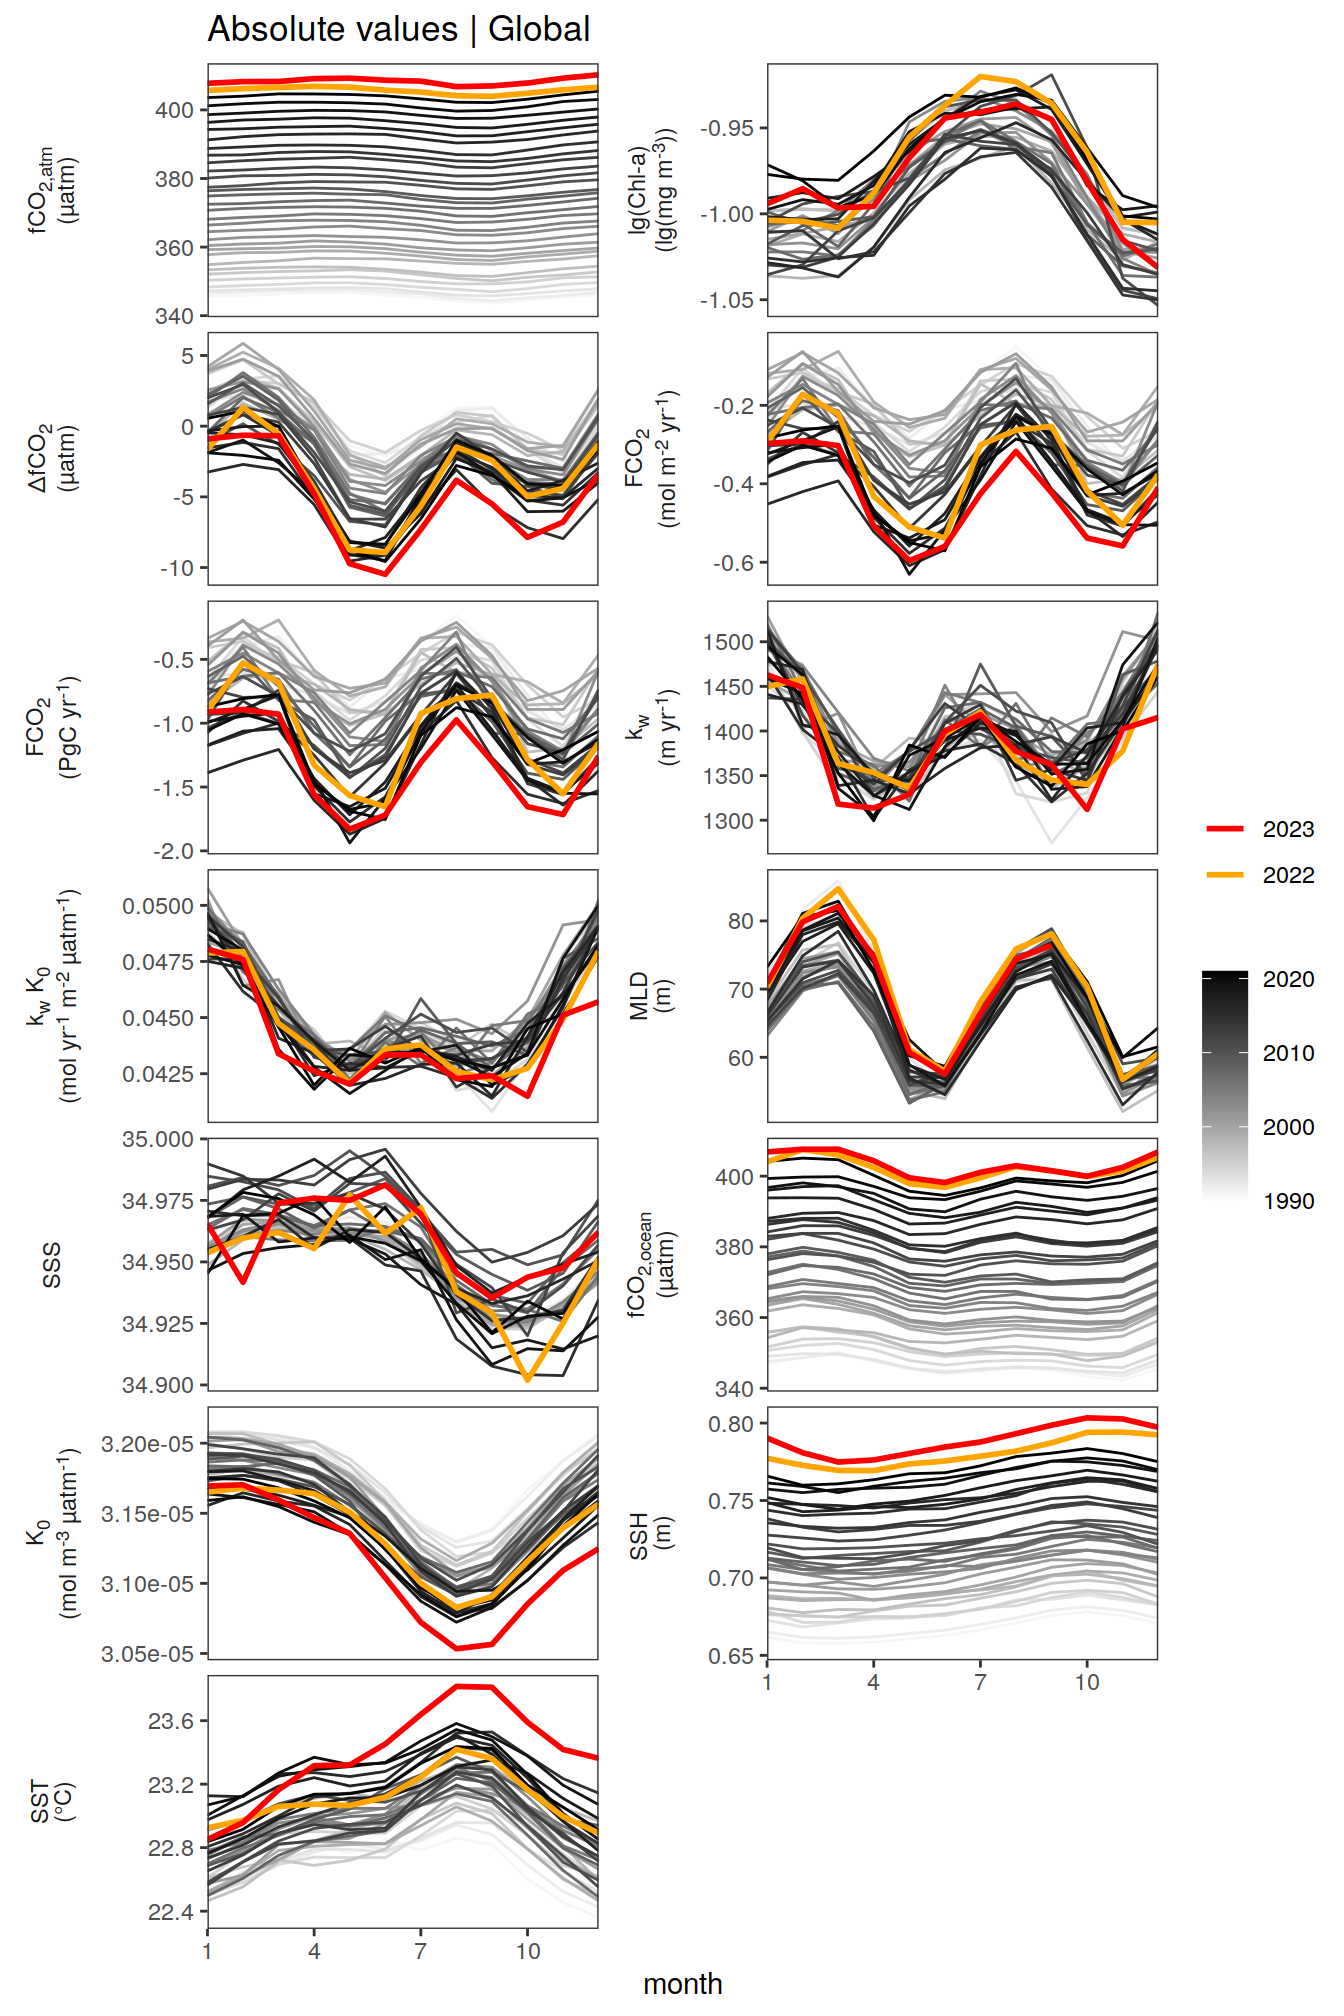 Absolute values | Global
fCO2,atm
(µatm)
400
380
360
340
lg(Chl-a)
(lg(mg m-3))
-0.95
-1.00
-1.05
ΔfCO2
(µatm)
5
0
-5
-10
FCO2
(mol m-2 yr-1)
-0.2
-0.4
-0.6
FCO2
(PgC yr-1)
-0.5
-1.0
-1.5
-2.0
kw
(m yr-1)
1500
1450
1400
1350
1300
kw K0
(mol yr-1 m-2 µatm-1)
0.0500
0.0475
0.0450
0.0425
MLD
(m)
80
70
60
SSS
35.000
34.975
34.950
34.925
34.900
fCO2,ocean
(µatm)
400
380
360
340
K0
(mol m-3 µatm-1)
3.20e-05
3.15e-05
3.10e-05
3.05e-05
SSH
(m)
0.80
0.75
0.70
0.65
1 4 7 10
SST
(°C)
23.6
23.2
22.8
22.4
1 4 7 10
month
2023
2022
2020
2010
2000
1990